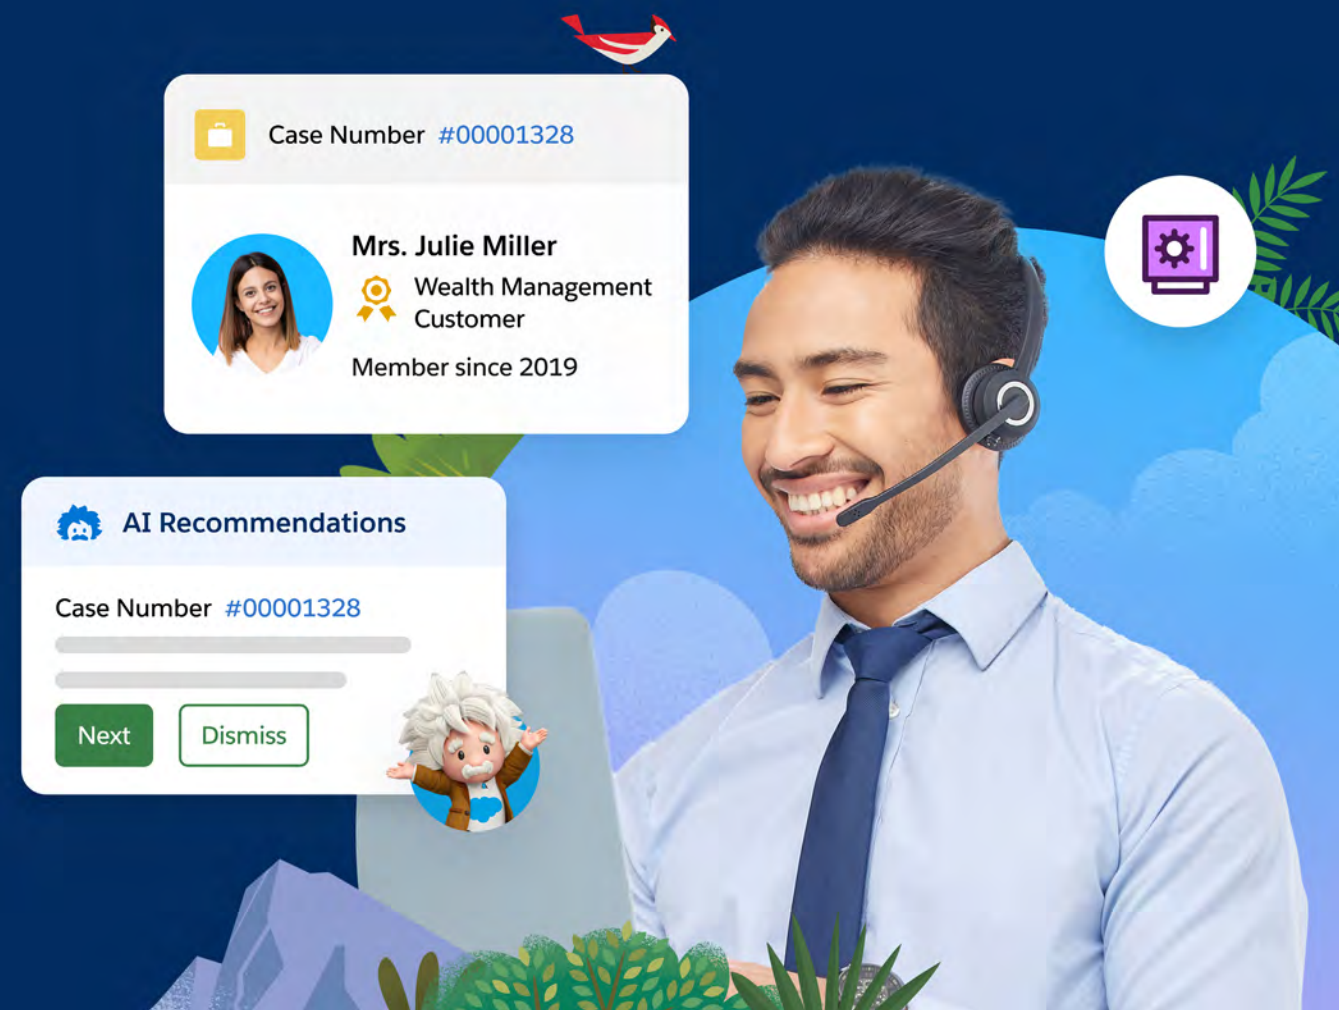 Case Number #00001328
Mrs. Julie Miller
Wealth Management
Customer
Member since 2019
AI Recommendations
Case Number #00001328
Next Dismiss